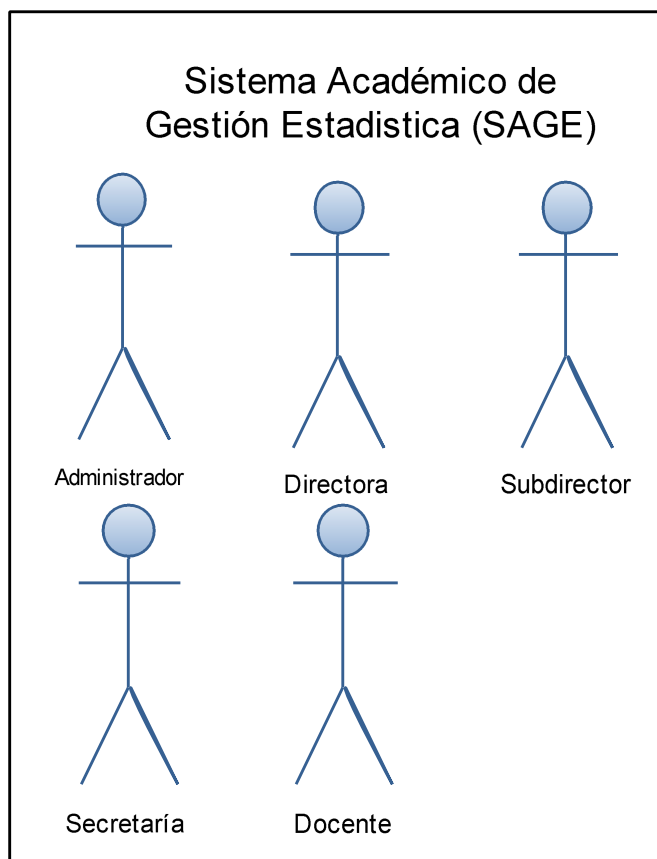 Sistema Académico de
Gestión Estadistica (SAGE)
Administrador
Directora
Subdirector
Secretaría
Docente